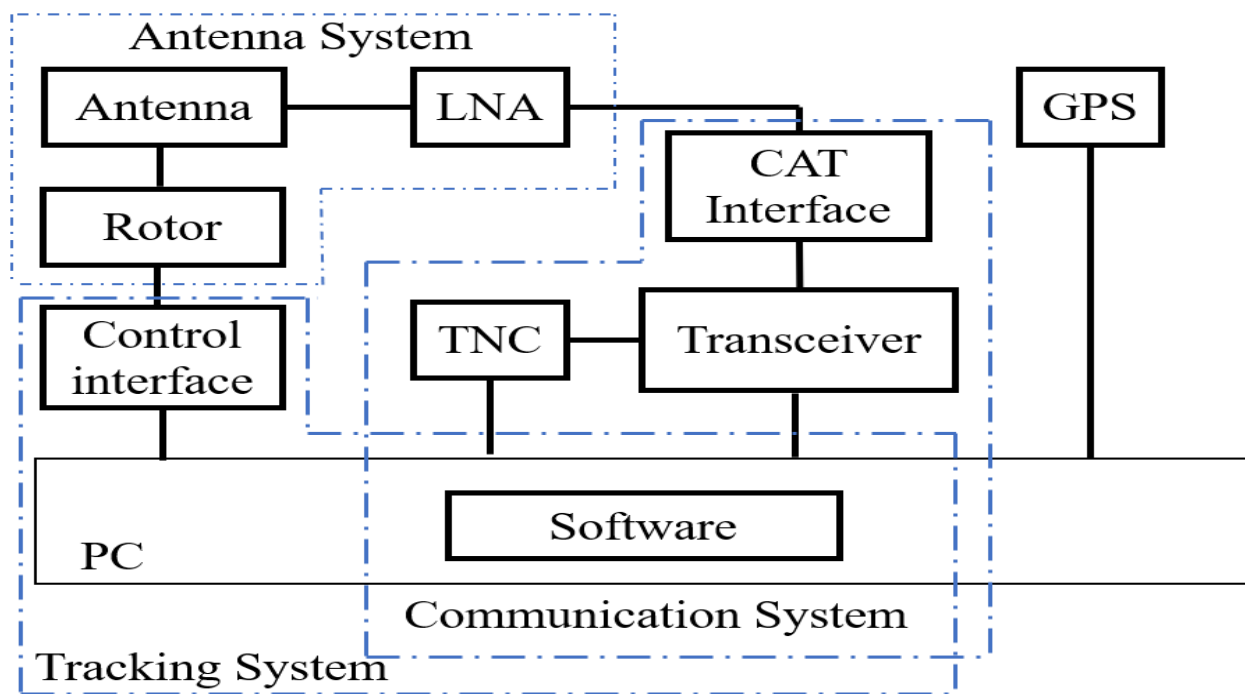 Antenna System
Antenna
LNA
GPS
CAT
Interface
Rotor
Control
interface
TNC
Transceiver
Software
PC
Communication System
Tracking System